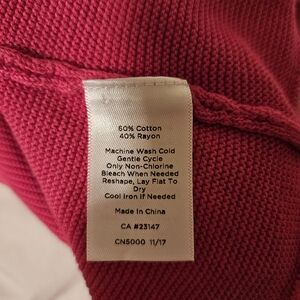 60% Cotton
40% Rayon
Machine Wash Cold
Gentle Cycle
Only Non-Chlorine
Bleach When Needed
Reshape, Lay Flat To
Dry
Cool Iron If Needed
Made In China
CA #23147
CN5000 11/17